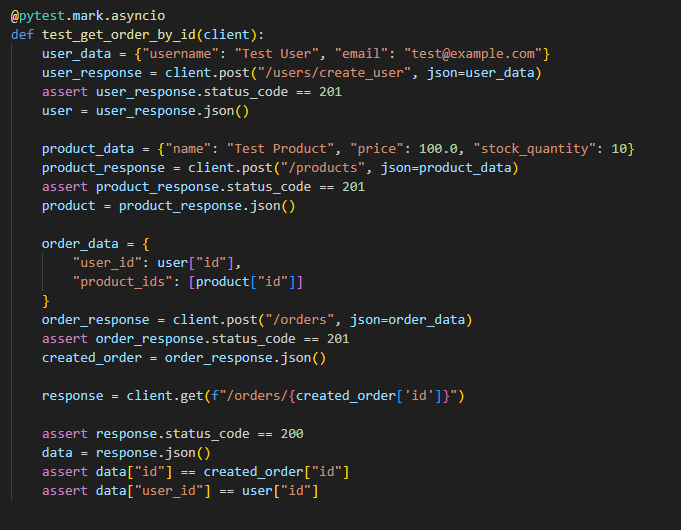 @pytest.mark.asyncio
def test_get_order_by_id(client):
    user_data = {"username": "Test User", "email": "test@example.com"}
    user_response = client.post("/users/create_user", json=user_data)
    assert user_response.status_code == 201
    user = user_response.json()

    product_data = {"name": "Test Product", "price": 100.0, "stock_quantity": 10}
    product_response = client.post("/products", json=product_data)
    assert product_response.status_code == 201
    product = product_response.json()

    order_data = {
        "user_id": user["id"],
        "product_ids": [product["id"]]
    }
    order_response = client.post("/orders", json=order_data)
    assert order_response.status_code == 201
    created_order = order_response.json()

    response = client.get(f"/orders/{created_order['id']}")

    assert response.status_code == 200
    data = response.json()
    assert data["id"] == created_order["id"]
    assert data["user_id"] == user["id"]